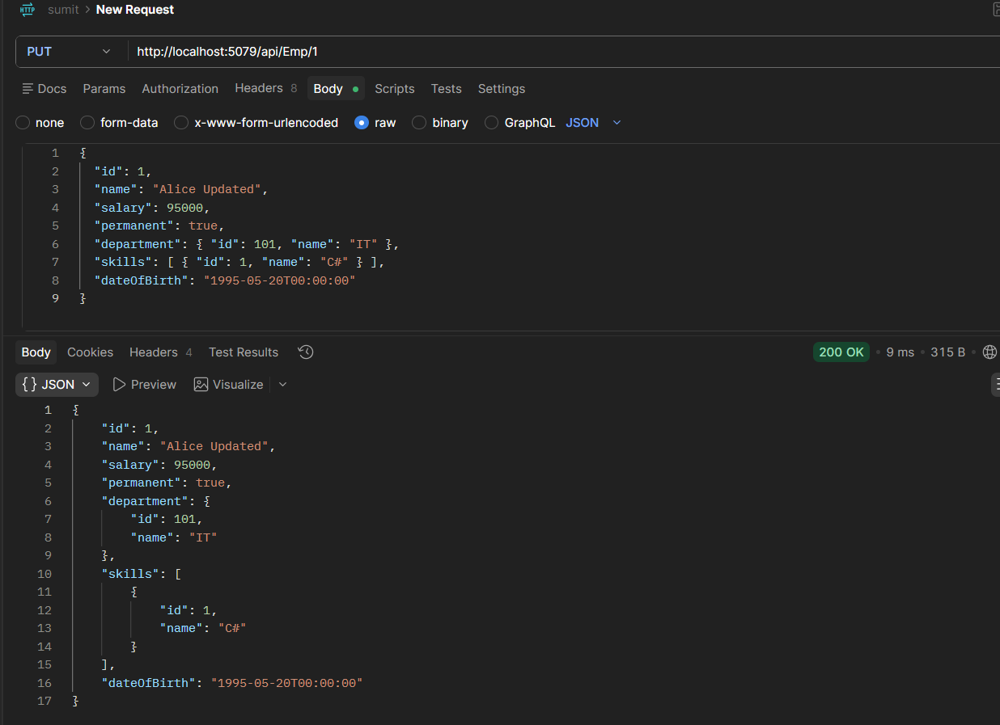 HTTP sumit > New Request
PUT http://localhost:5079/api/Emp/1
Docs Params Authorization Headers 8 Body Scripts Tests Settings
none form-data x-www-form-urlencoded raw binary GraphQL JSON
1 {
2 "id": 1,
3 "name": "Alice Updated",
4 "salary": 95000,
5 "permanent": true,
6 "department": { "id": 101, "name": "IT" },
7 "skills": [ { "id": 1, "name": "C#" } ],
8 "dateOfBirth": "1995-05-20T00:00:00"
9 }
Body Cookies Headers 4 Test Results 200 OK • 9 ms • 315 B •
{} JSON Preview Visualize
1 {
2 "id": 1,
3 "name": "Alice Updated",
4 "salary": 95000,
5 "permanent": true,
6 "department": {
7 "id": 101,
8 "name": "IT"
9 },
10 "skills": [
11 {
12 "id": 1,
13 "name": "C#"
14 }
15 ],
16 "dateOfBirth": "1995-05-20T00:00:00"
17 }